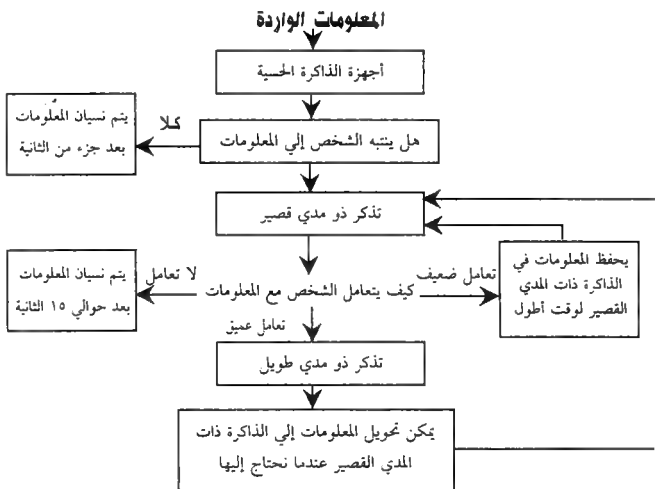 المعلومات الواردة
أجهزة الذاكرة الحسية
هل ينتبه الشخص إلي المعلومات
كلا
يتم نسيان المعلومات
بعد جزء من الثانية
تذكر ذو مدي قصير
كيف يتعامل الشخص مع المعلومات
تعامل ضعيف
يحفظ المعلومات في
الذاكرة ذات المدي
القصير لوقت أطول
لا تعامل
يتم نسيان المعلومات
بعد حوالي ١٥ الثانية
تعامل عميق
تذكر ذو مدي طويل
يمكن تحويل المعلومات إلي الذاكرة ذات
المدي القصير عندما نحتاج إليها